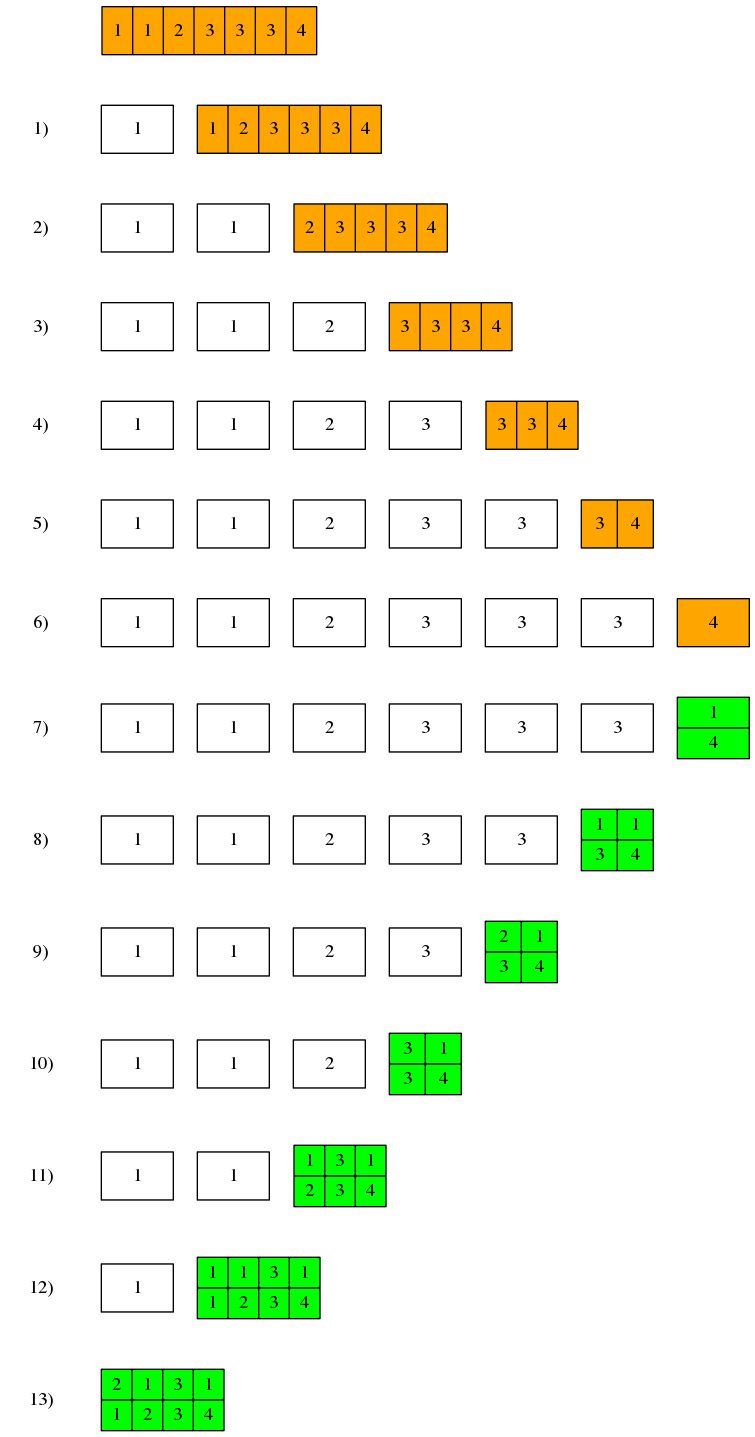 1 1 2 3 3 3 4
1) 1 1 2 3 3 3 4
2) 1 1 2 3 3 3 4
3) 1 1 2 3 3 3 4
4) 1 1 2 3 3 3 4
5) 1 1 2 3 3 3 4
6) 1 1 2 3 3 3 4
1
7) 1 1 2 3 3 3
4
1 1
8) 1 1 2 3 3
3 4
2 1
9) 1 1 2 3
3 4
3 1
10) 1 1 2
3 4
1 3 1
11) 1 1
2 3 4
1 1 3 1
12) 1
1 2 3 4
2 1 3 1
13)
1 2 3 4